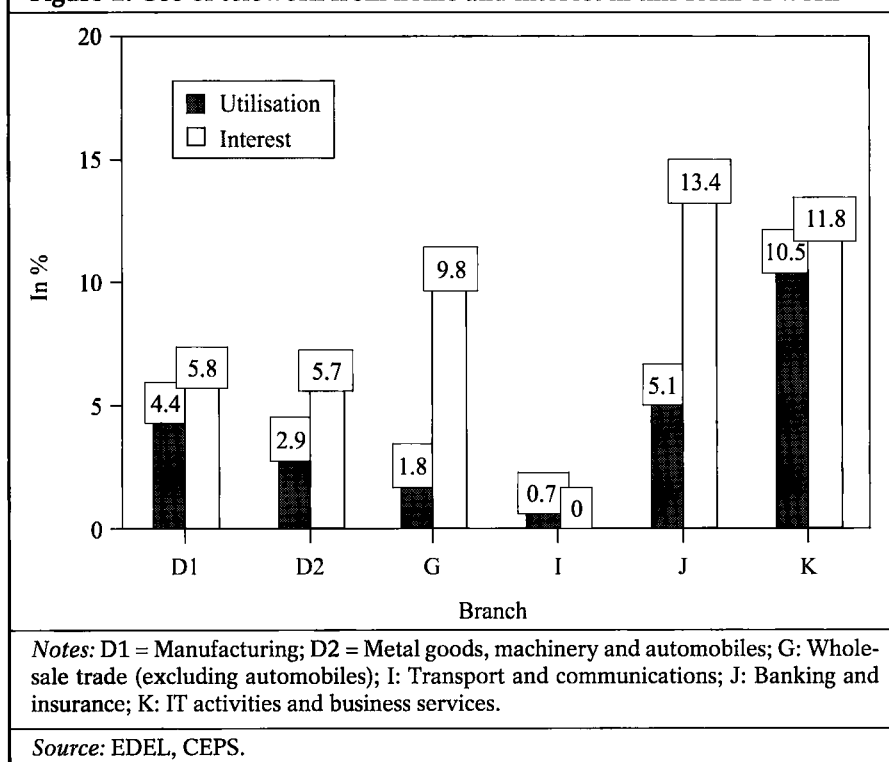 20
15
10
5
0
In %
Utilisation
Interest
4.4
5.8
2.9
5.7
1.8
9.8
0.7
0
5.1
13.4
10.5
11.8
D1 D2 G I J K
Branch
Notes: D1 = Manufacturing; D2 = Metal goods, machinery and automobiles; G: Whole-
sale trade (excluding automobiles); I: Transport and communications; J: Banking and
insurance; K: IT activities and business services.
Source: EDEL, CEPS.